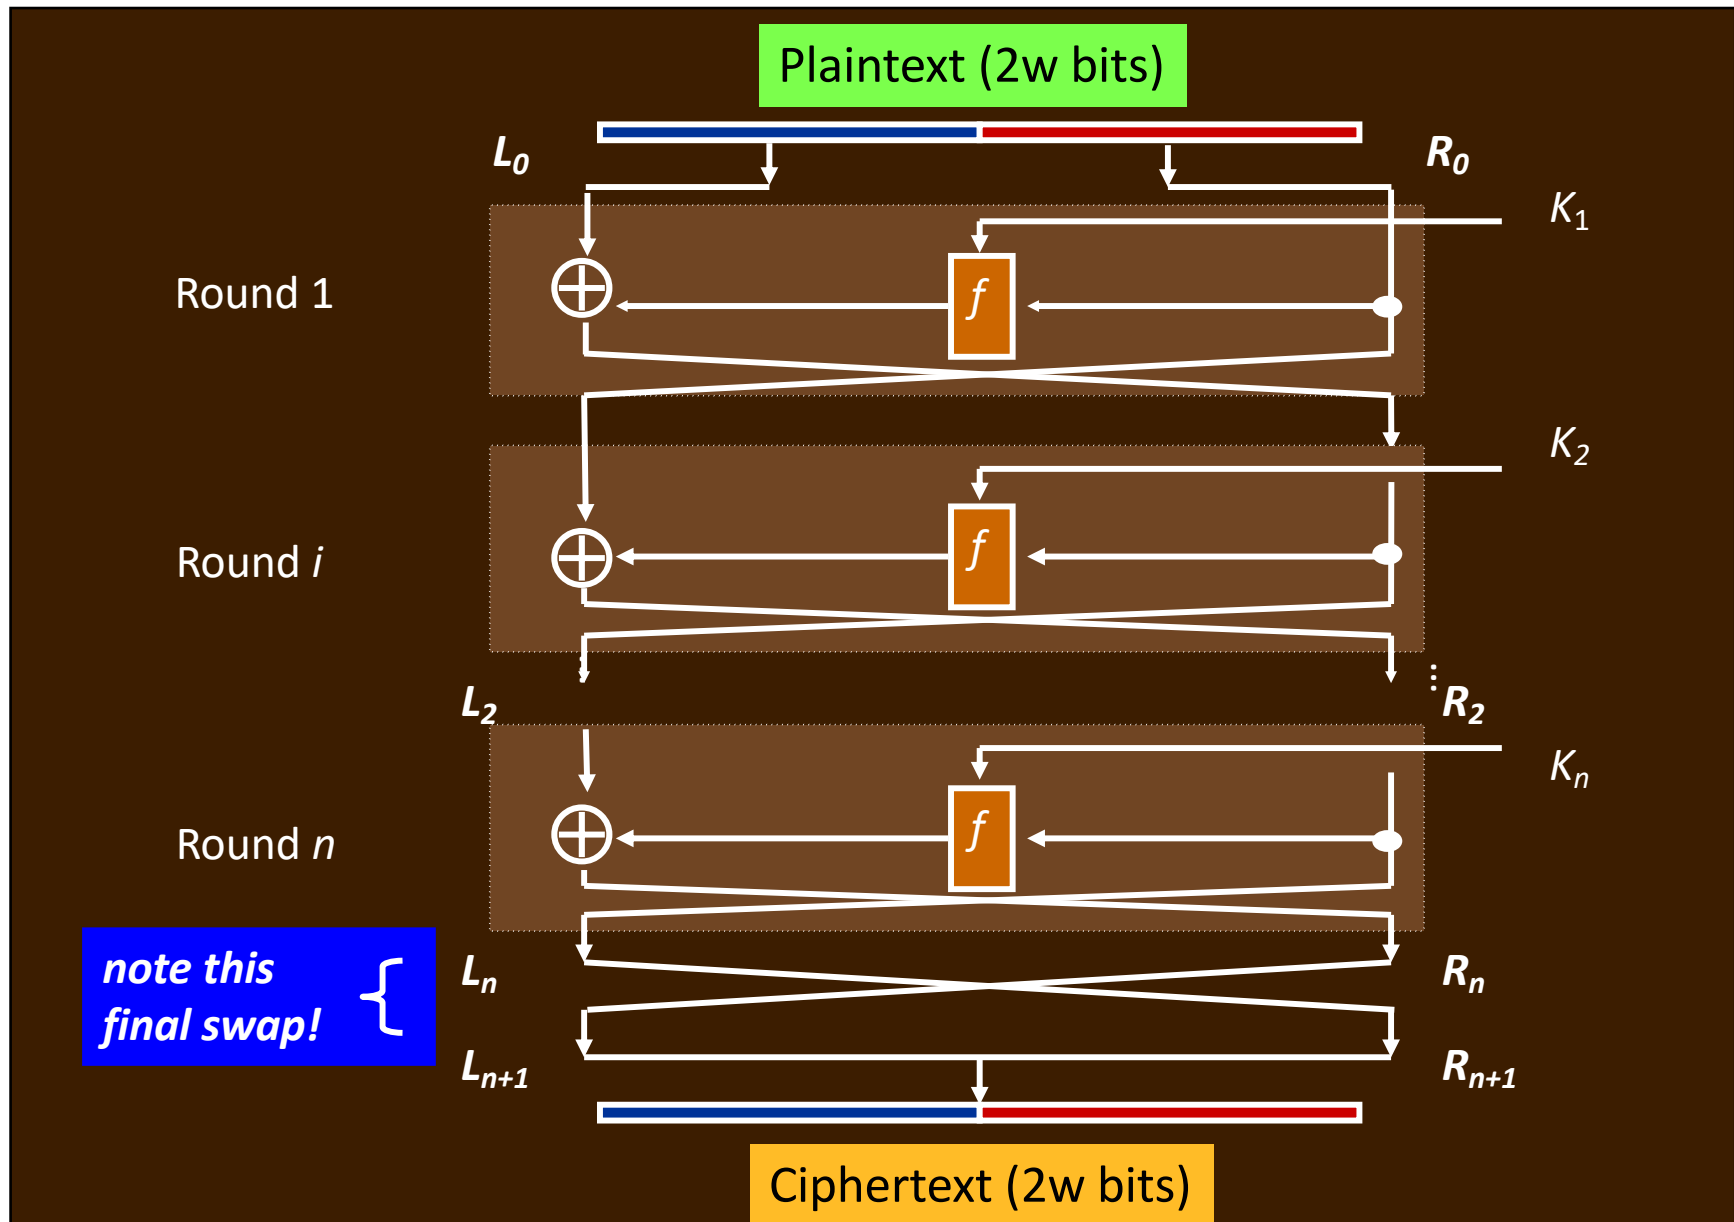 Plaintext (2w bits)
L₀ R₀
K₁
Round 1 f
K₂
Round i f
⋮ ⋮
L₂ R₂
Kₙ
Round n f
note this
final swap!
Lₙ Rₙ
Lₙ₊₁ Rₙ₊₁
Ciphertext (2w bits)